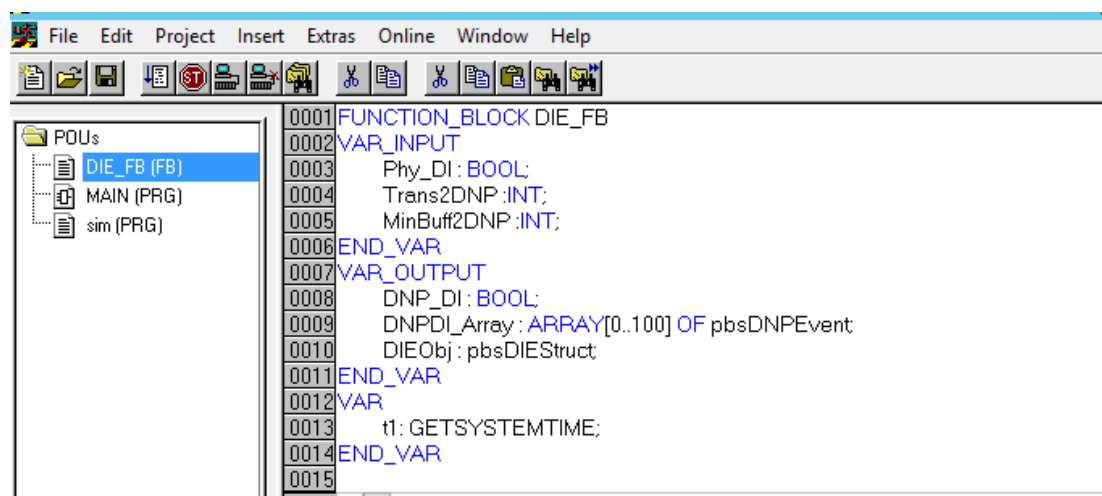 File Edit Project Insert Extras Online Window Help
POUs
DIE_FB (FB)
MAIN (PRG)
sim (PRG)
0001 FUNCTION_BLOCK DIE_FB
0002 VAR_INPUT
0003 Phy_DI : BOOL;
0004 Trans2DNP :INT;
0005 MinBuff2DNP :INT;
0006 END_VAR
0007 VAR_OUTPUT
0008 DNP_DI : BOOL;
0009 DNPDI_Array : ARRAY[0..100] OF pbsDNPEvent;
0010 DIEObj : pbsDIEStruct;
0011 END_VAR
0012 VAR
0013 t1: GETSYSTEMTIME;
0014 END_VAR
0015